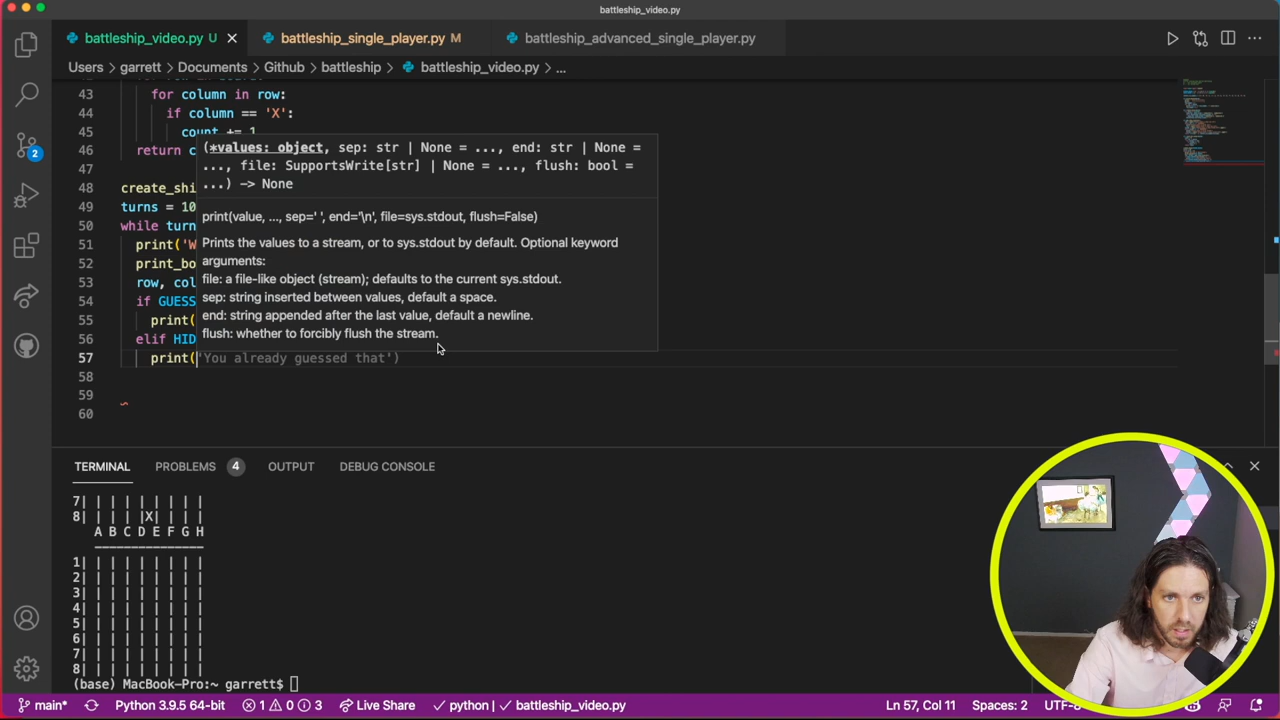 battleship_video.py
battleship_video.py U
battleship_single_player.py M
battleship_advanced_single_player.py
Users > garrett > Documents > Github > battleship > battleship_video.py > ...
43 for column in row:
44 if column == 'X':
45 count += 1
46 return c
47
48 create_shi
49 turns = 10
50 while turn
51 print('W
52 print_bo
53 row, col
54 if GUESS
55 print(
56 elif HID
57 print('You already guessed that')
58
59
60
(*values: object, sep: str | None = ..., end: str | None =
..., file: SupportsWrite[str] | None = ..., flush: bool =
...) -> None
print(value, ..., sep=' ', end='\n', file=sys.stdout, flush=False)
Prints the values to a stream, or to sys.stdout by default. Optional keyword
arguments:
file: a file-like object (stream); defaults to the current sys.stdout.
sep: string inserted between values, default a space.
end: string appended after the last value, default a newline.
flush: whether to forcibly flush the stream.
TERMINAL PROBLEMS 4 OUTPUT DEBUG CONSOLE
7| | | | | | | | |
8| | | | |X| | | |
A B C D E F G H
---------------
1| | | | | | | | |
2| | | | | | | | |
3| | | | | | | | |
4| | | | | | | | |
5| | | | | | | | |
6| | | | | | | | |
7| | | | | | | | |
8| | | | | | | | |
(base) MacBook-Pro:~ garrett$
2
main* Python 3.9.5 64-bit 1 0 3 Live Share python | battleship_video.py Ln 57, Col 11 Spaces: 2